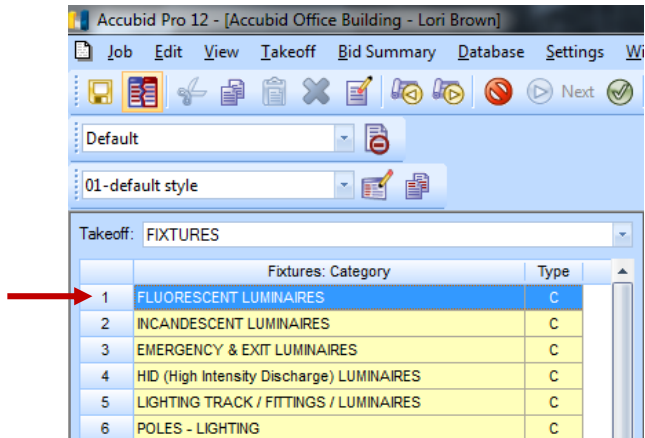 Accubid Pro 12 - [Accubid Office Building - Lori Brown]
Job Edit View Takeoff Bid Summary Database Settings Wi
Next
Default
01-default style
Takeoff: FIXTURES
Fixtures: Category Type
1 FLUORESCENT LUMINAIRES C
2 INCANDESCENT LUMINAIRES C
3 EMERGENCY & EXIT LUMINAIRES C
4 HID (High Intensity Discharge) LUMINAIRES C
5 LIGHTING TRACK / FITTINGS / LUMINAIRES C
6 POLES - LIGHTING C